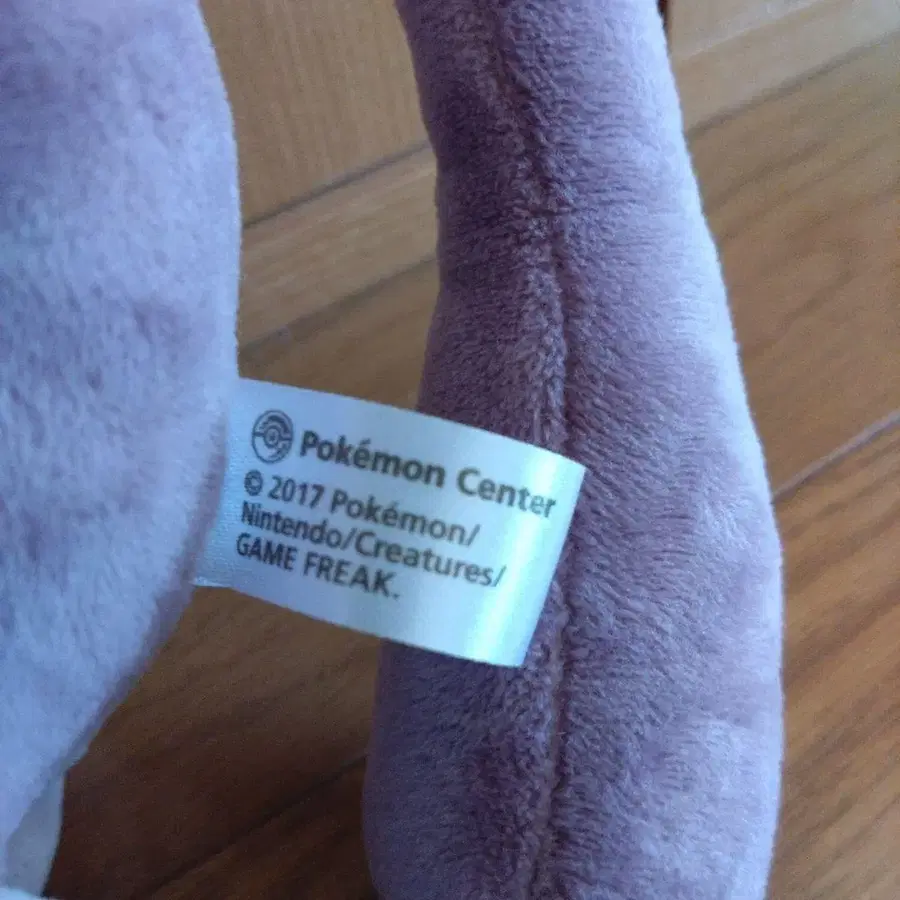 Pokémon Center
© 2017 Pokémon/
Nintendo/Creatures/
GAME FREAK.